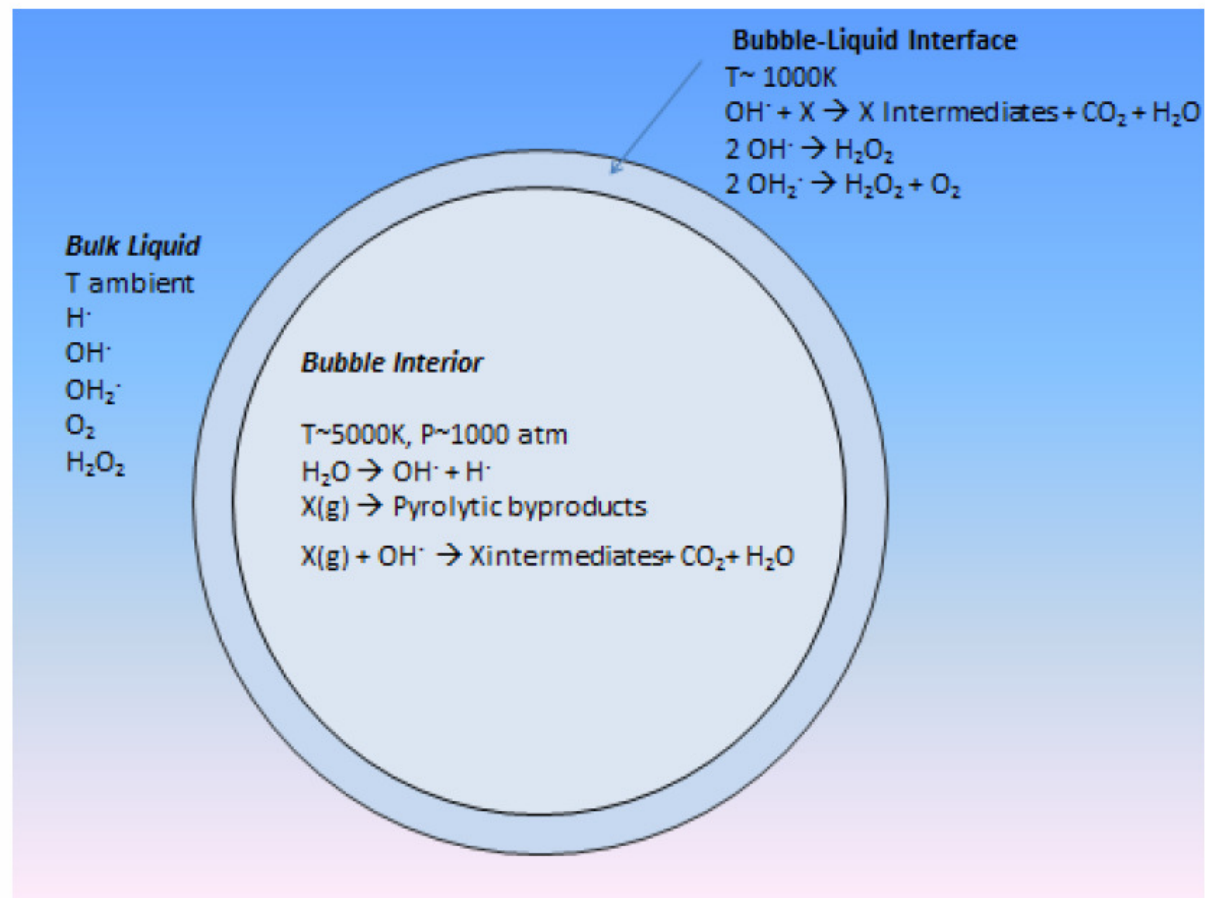 Bubble-Liquid Interface
T~ 1000K
OH· + X → X Intermediates + CO₂ + H₂O
2 OH· → H₂O₂
2 OH₂· → H₂O₂ + O₂
Bulk Liquid
T ambient
H·
OH·
OH₂·
O₂
H₂O₂
Bubble Interior
T~5000K, P~1000 atm
H₂O → OH· + H·
X(g) → Pyrolytic byproducts
X(g) + OH· → Xintermediates+ CO₂+ H₂O